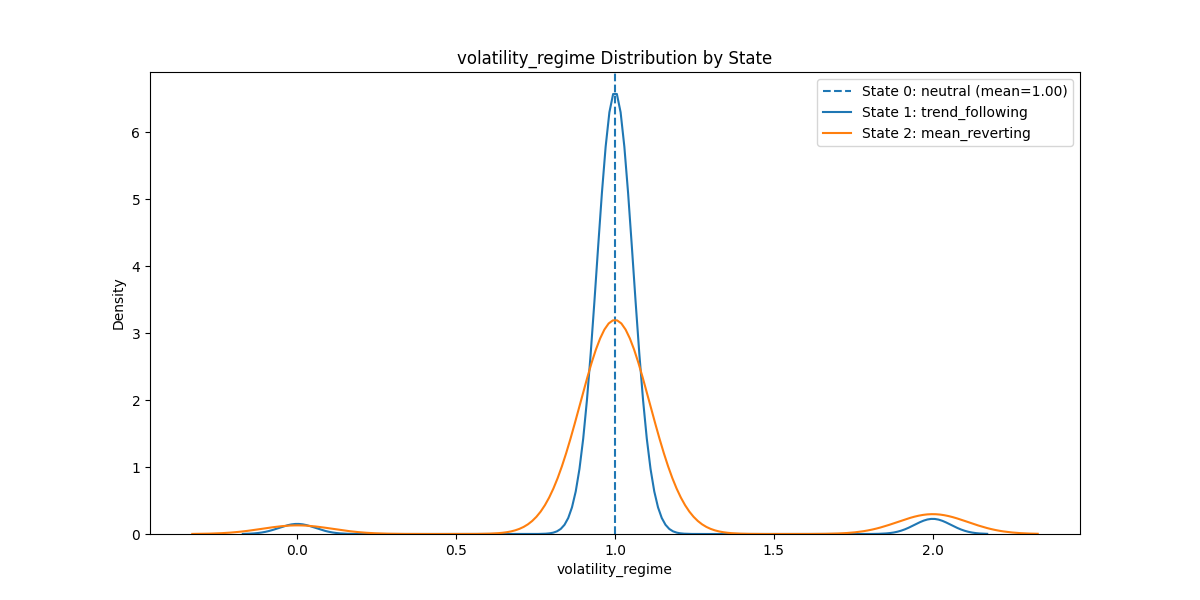 volatility_regime Distribution by State
State 0: neutral (mean=1.00)
State 1: trend_following
State 2: mean_reverting
Density
6
5
4
3
2
1
0
0.0 0.5 1.0 1.5 2.0
volatility_regime